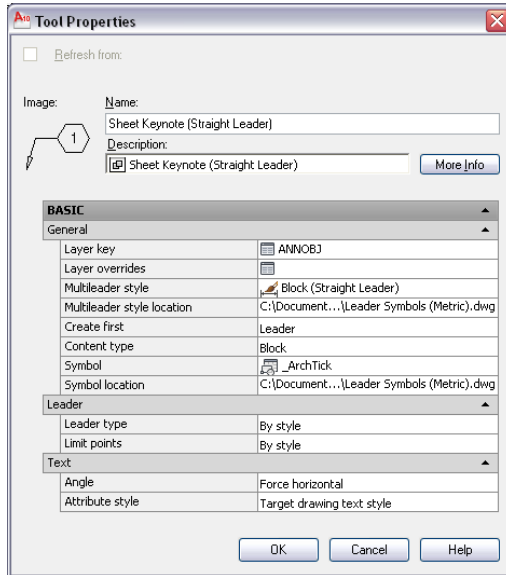 A10 Tool Properties
Refresh from:
Image:
Name:
Sheet Keynote (Straight Leader)
1
Description:
Sheet Keynote (Straight Leader)
More Info
BASIC
General
Layer key ANNOBJ
Layer overrides
Multileader style Block (Straight Leader)
Multileader style location C:\Document...\Leader Symbols (Metric).dwg
Create first Leader
Content type Block
Symbol _ArchTick
Symbol location C:\Document...\Leader Symbols (Metric).dwg
Leader
Leader type By style
Limit points By style
Text
Angle Force horizontal
Attribute style Target drawing text style
OK Cancel Help